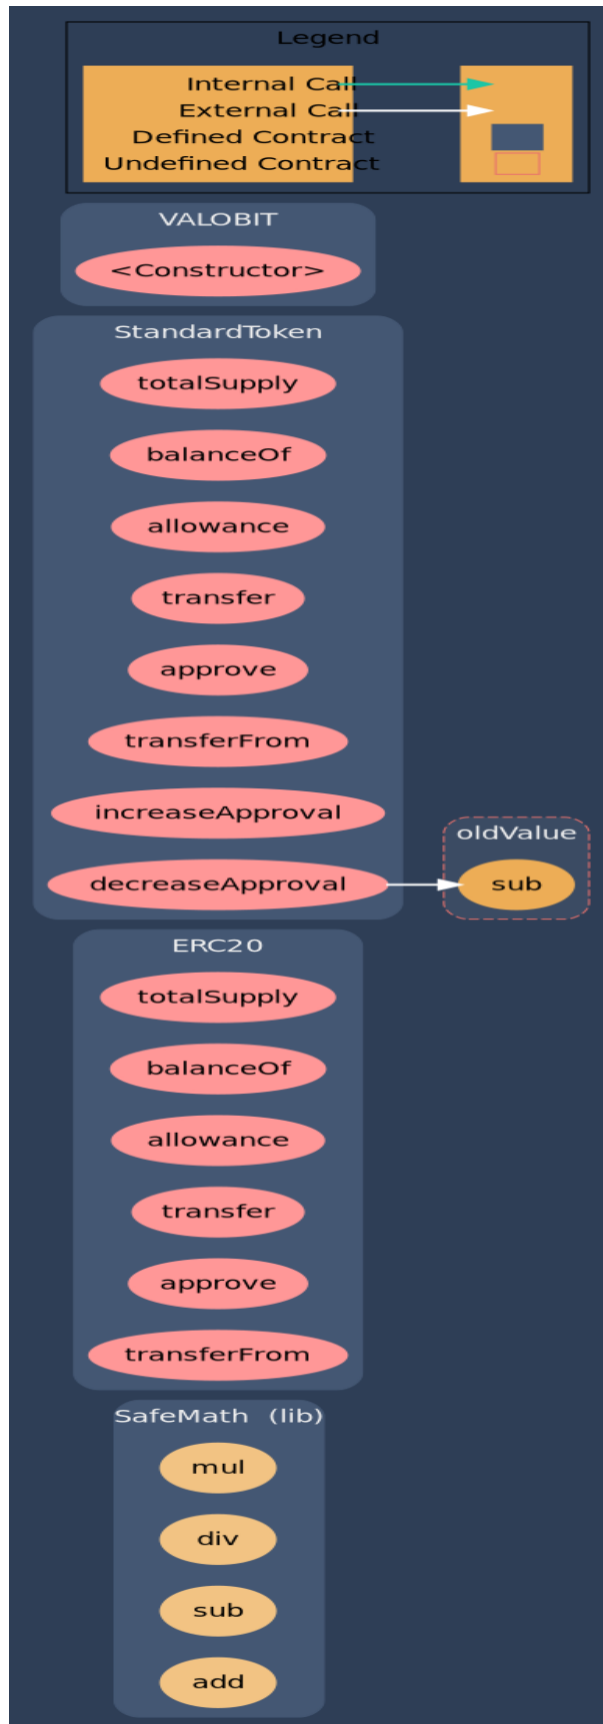 Legend
Internal Call
External Call
Defined Contract
Undefined Contract
VALOBIT
<Constructor>
StandardToken
totalSupply
balanceOf
allowance
transfer
approve
transferFrom
increaseApproval
oldValue
decreaseApproval
sub
ERC20
totalSupply
balanceOf
allowance
transfer
approve
transferFrom
SafeMath (lib)
mul
div
sub
add